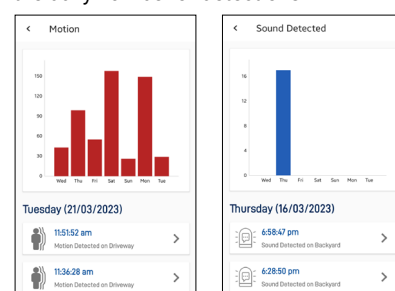 Motion
150
120
90
60
30
0
Wed Thu Fri Sat Sun Mon Tue
Tuesday (21/03/2023)
11:51:52 am
Motion Detected on Driveway
11:36:28 am
Motion Detected on Driveway
Sound Detected
16
12
8
4
0
Wed Thu Fri Sat Sun Mon Tue
Thursday (16/03/2023)
6:58:47 pm
Sound Detected on Backyard
6:28:50 pm
Sound Detected on Backyard